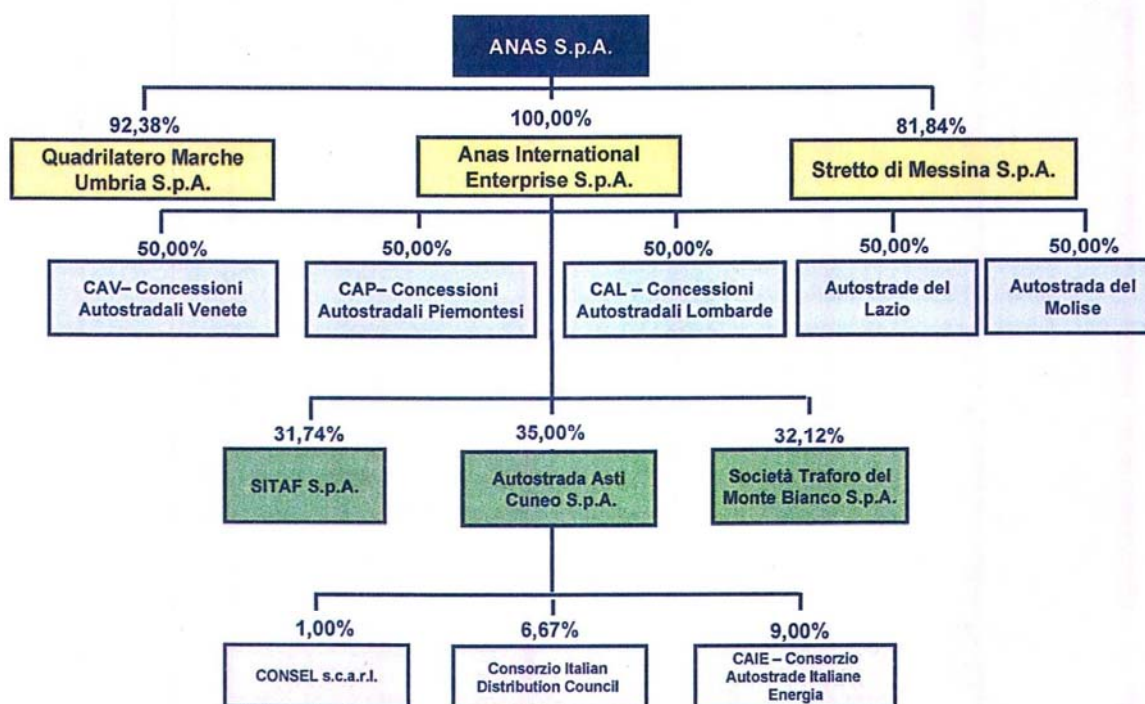 ANAS S.p.A.
92,38%
100,00%
81,84%
Quadrilatero Marche
Umbria S.p.A.
Anas International
Enterprise S.p.A.
Stretto di Messina S.p.A.
50,00%
50,00%
50,00%
50,00%
50,00%
CAV– Concessioni
Autostradali Venete
CAP– Concessioni
Autostradali Piemontesi
CAL – Concessioni
Autostradali Lombarde
Autostrade del
Lazio
Autostrada del
Molise
31,74%
35,00%
32,12%
SITAF S.p.A.
Autostrada Asti
Cuneo S.p.A.
Società Traforo del
Monte Bianco S.p.A.
1,00%
6,67%
9,00%
CONSEL s.c.a.r.l.
Consorzio Italian
Distribution Council
CAIE – Consorzio
Autostrade Italiane
Energia